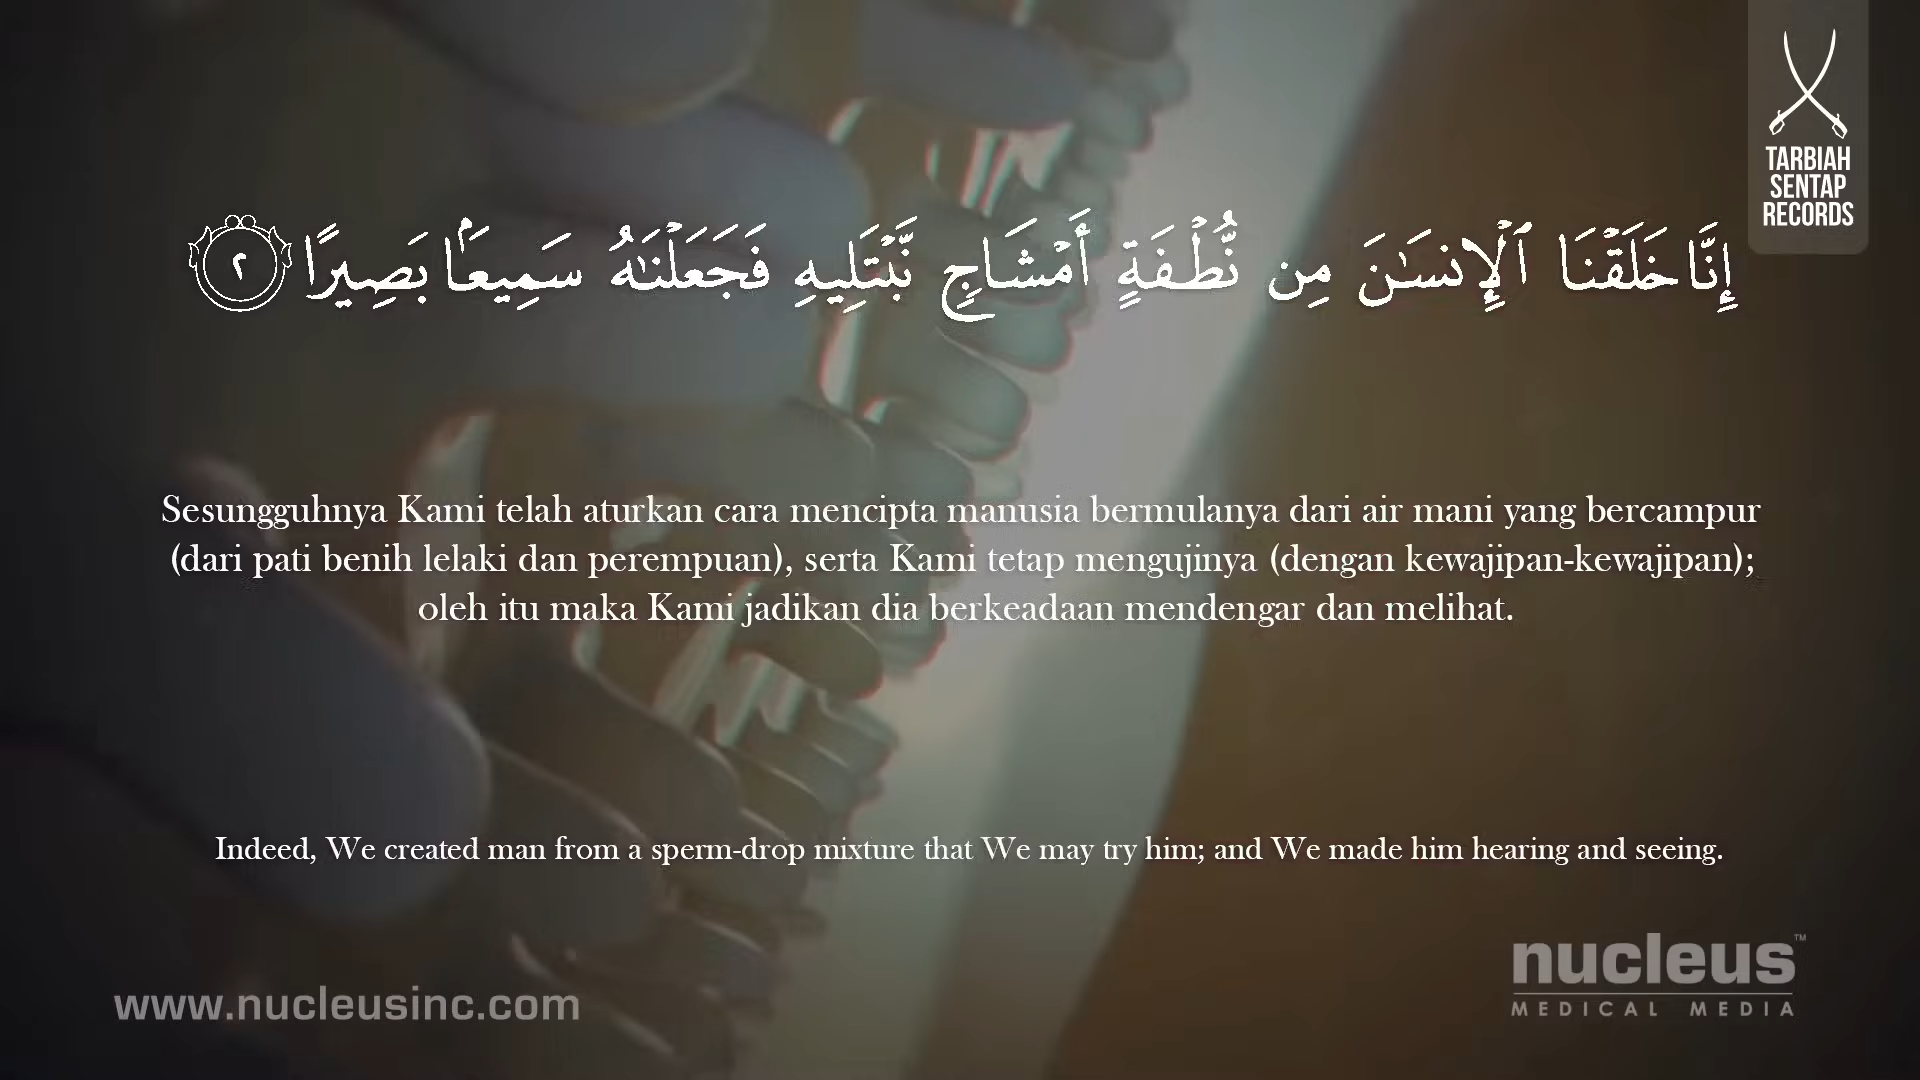 TARBIAH
SENTAP
RECORDS
إِنَّا خَلَقْنَا ٱلْإِنسَـٰنَ مِن نُّطْفَةٍ أَمْشَاجٍ نَّبْتَلِيهِ فَجَعَلْنَـٰهُ سَمِيعًۢا بَصِيرًا ٢
Sesungguhnya Kami telah aturkan cara mencipta manusia bermulanya dari air mani yang bercampur
(dari pati benih lelaki dan perempuan), serta Kami tetap mengujinya (dengan kewajipan-kewajipan);
oleh itu maka Kami jadikan dia berkeadaan mendengar dan melihat.
Indeed, We created man from a sperm-drop mixture that We may try him; and We made him hearing and seeing.
www.nucleusinc.com
nucleus™
MEDICAL MEDIA